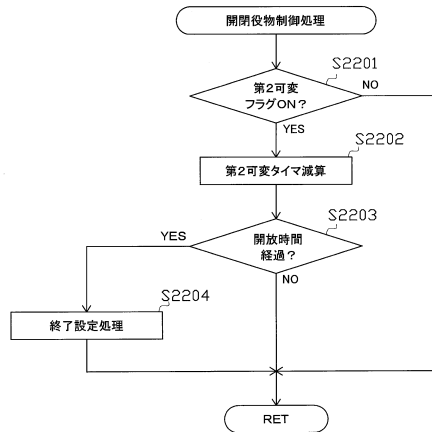 開閉役物制御処理
S2201
第2可変
フラグON?
NO
YES
S2202
第2可変タイマ減算
S2203
YES
開放時間
経過?
NO
S2204
終了設定処理
RET